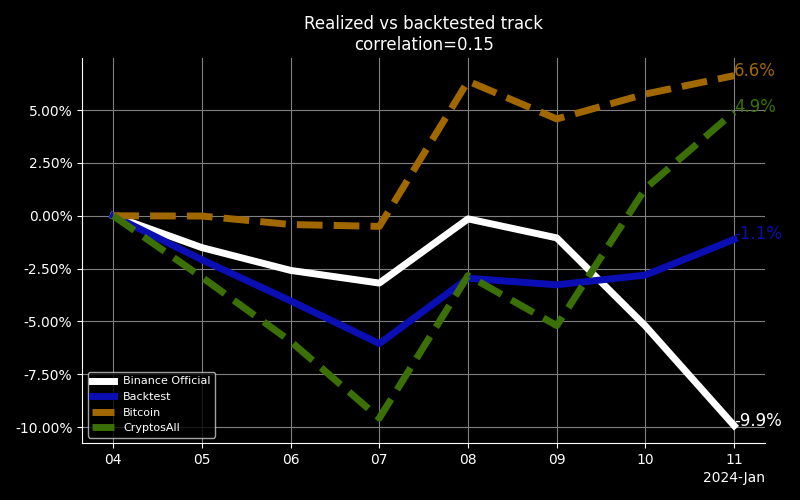 Realized vs backtested track
correlation=0.15
6.6%
4.9%
-1.1%
-9.9%
5.00%
2.50%
0.00%
-2.50%
-5.00%
-7.50%
-10.00%
Binance Official
Backtest
Bitcoin
CryptosAll
04 05 06 07 08 09 10 11
2024-Jan